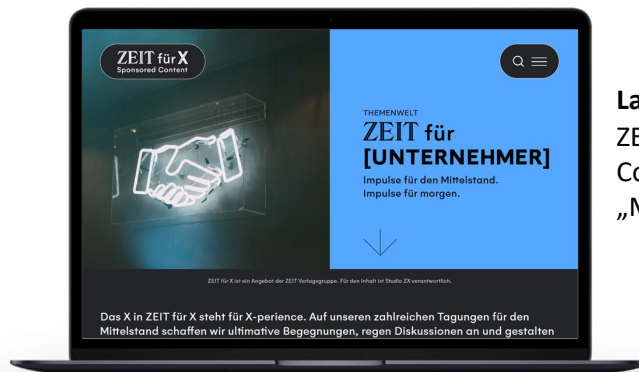 ZEIT für X
Sponsored Content
THEMENWELT
ZEIT für
[UNTERNEHMER]
Impulse für den Mittelstand.
Impulse für morgen.
ZEIT für X ist ein Angebot der ZEIT Verlagsgruppe. Für den Inhalt ist Studio ZX verantwortlich.
Das X in ZEIT für X steht für X-perience. Auf unseren zahlreichen Tagungen für den
Mittelstand schaffen wir ultimative Begegnungen, regen Diskussionen an und gestalten
La
ZE
Co
„N